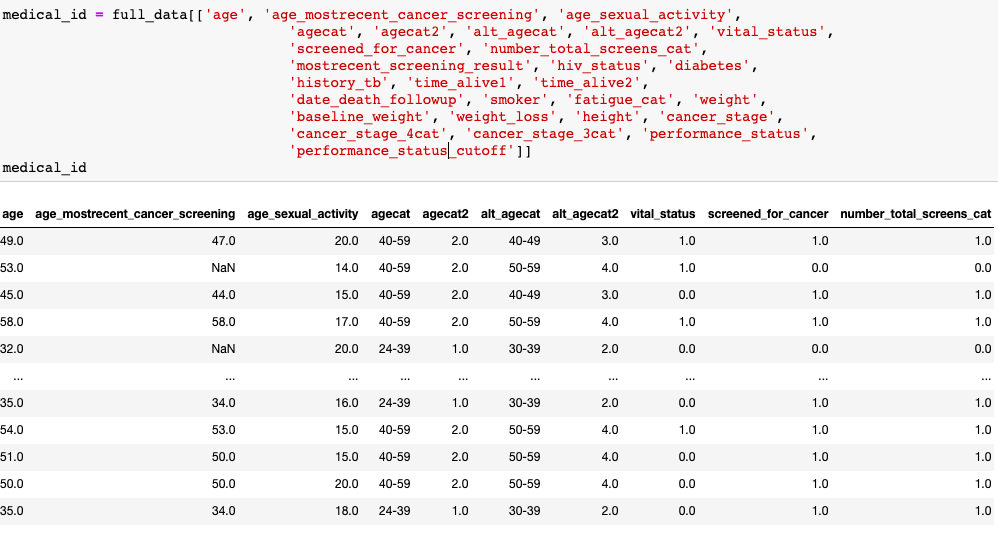 medical_id = full_data[['age', 'age_mostrecent_cancer_screening', 'age_sexual_activity',
'agecat', 'agecat2', 'alt_agecat', 'alt_agecat2', 'vital_status',
'screened_for_cancer', 'number_total_screens_cat',
'mostrecent_screening_result', 'hiv_status', 'diabetes',
'history_tb', 'time_alive1', 'time_alive2',
'date_death_followup', 'smoker', 'fatigue_cat', 'weight',
'baseline_weight', 'weight_loss', 'height', 'cancer_stage',
'cancer_stage_4cat', 'cancer_stage_3cat', 'performance_status',
'performance_status_cutoff']]
medical_id
age age_mostrecent_cancer_screening age_sexual_activity agecat agecat2 alt_agecat alt_agecat2 vital_status screened_for_cancer number_total_screens_cat
49.0 47.0 20.0 40-59 2.0 40-49 3.0 1.0 1.0 1.0
53.0 NaN 14.0 40-59 2.0 50-59 4.0 1.0 0.0 0.0
45.0 44.0 15.0 40-59 2.0 40-49 3.0 0.0 1.0 1.0
58.0 58.0 17.0 40-59 2.0 50-59 4.0 1.0 1.0 1.0
32.0 NaN 20.0 24-39 1.0 30-39 2.0 0.0 0.0 0.0
... ... ... ... ... ... ... ... ... ...
35.0 34.0 16.0 24-39 1.0 30-39 2.0 0.0 1.0 1.0
54.0 53.0 15.0 40-59 2.0 50-59 4.0 1.0 1.0 1.0
51.0 50.0 15.0 40-59 2.0 50-59 4.0 0.0 1.0 1.0
50.0 50.0 20.0 40-59 2.0 50-59 4.0 0.0 1.0 1.0
35.0 34.0 18.0 24-39 1.0 30-39 2.0 0.0 1.0 1.0